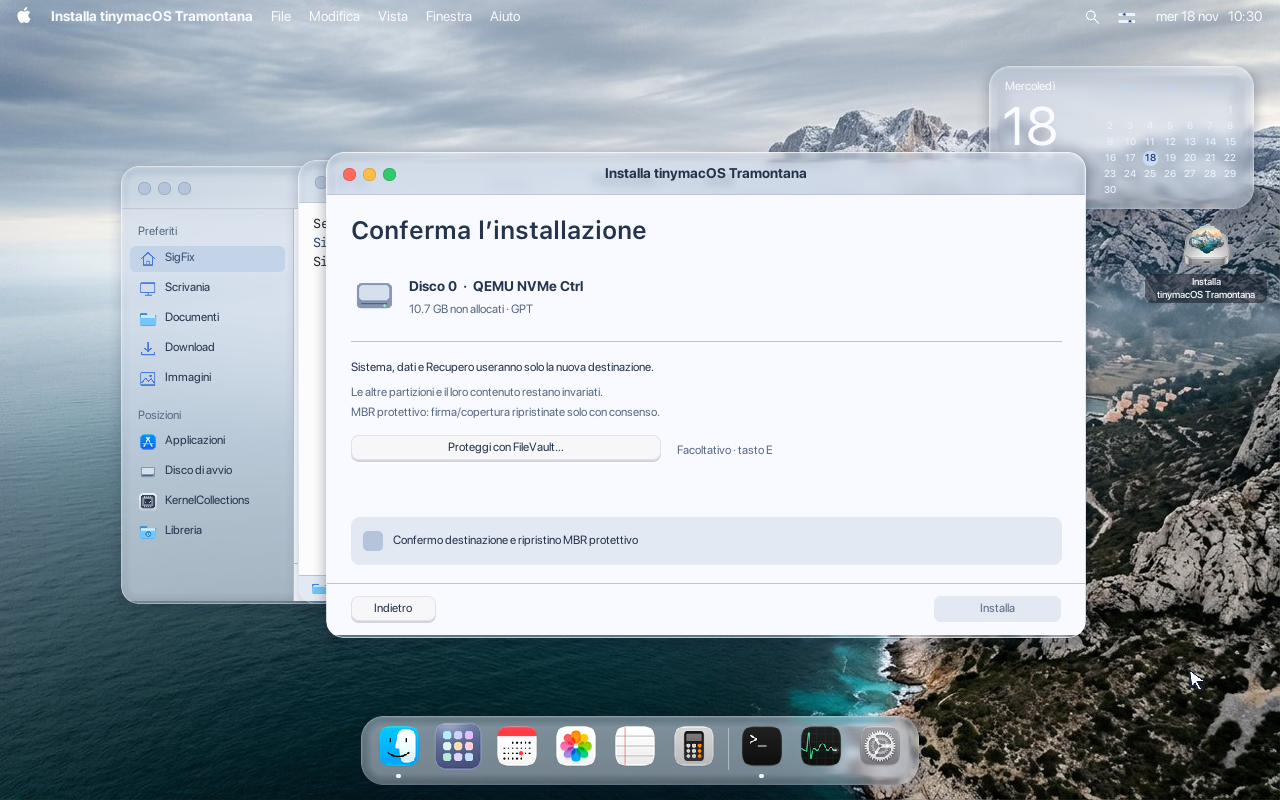 Installa tinymacOS Tramontana File Modifica Vista Finestra Aiuto mer 18 nov 10:30
Mercoledì
18
1
2 3 4 5 6 7 8
9 10 11 12 13 14 15
16 17 18 19 20 21 22
23 24 25 26 27 28 29
30
Installa
tinymacOS Tramontana
Preferiti
SigFix
Scrivania
Documenti
Download
Immagini
Posizioni
Applicazioni
Disco di avvio
KernelCollections
Libreria
Se
Si
Si
Installa tinymacOS Tramontana
Conferma l’installazione
Disco 0 · QEMU NVMe Ctrl
10.7 GB non allocati · GPT
Sistema, dati e Recupero useranno solo la nuova destinazione.
Le altre partizioni e il loro contenuto restano invariati.
MBR protettivo: firma/copertura ripristinate solo con consenso.
Proteggi con FileVault...
Facoltativo · tasto E
Confermo destinazione e ripristino MBR protettivo
Indietro
Installa